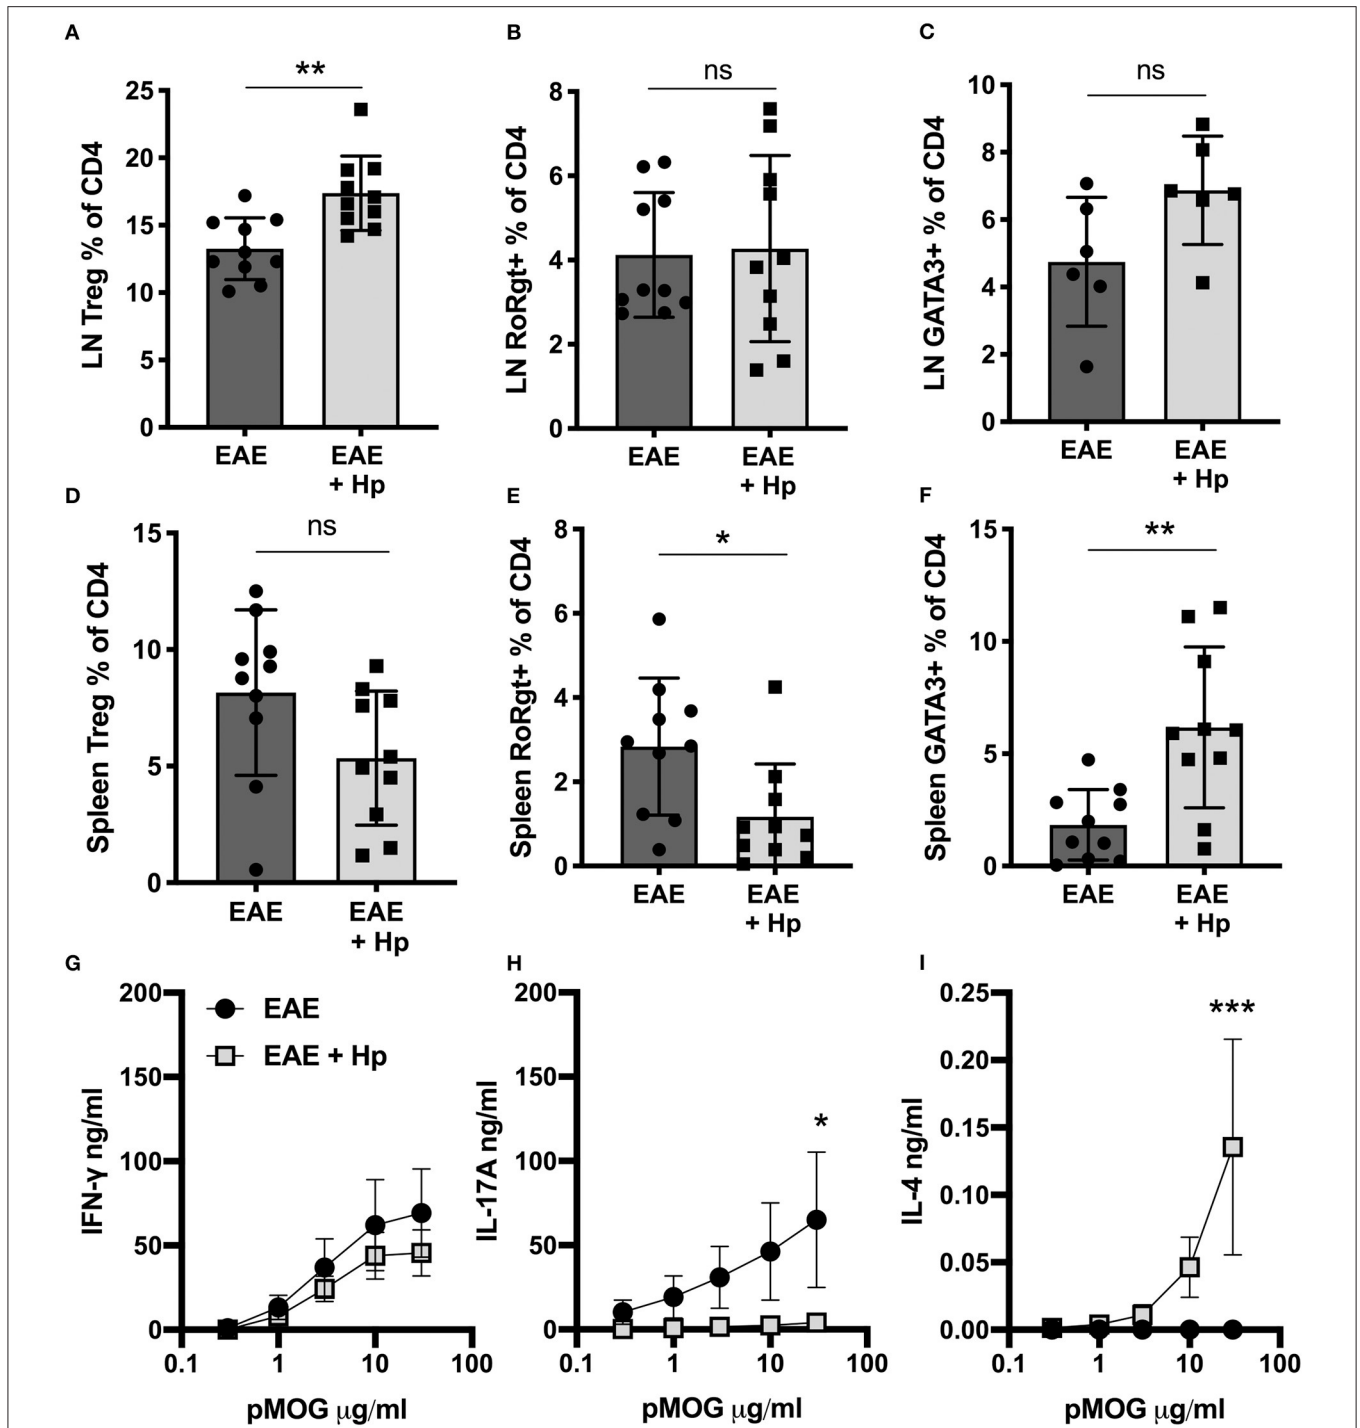 A
B
C
LN Treg % of CD4
25
20
15
10
5
0
**
EAE
EAE
+ Hp
LN RoRgt+ % of CD4
8
6
4
2
0
ns
EAE
EAE
+ Hp
LN GATA3+ % of CD4
10
8
6
4
2
0
ns
EAE
EAE
+ Hp
D
E
F
Spleen Treg % of CD4
15
10
5
0
ns
EAE
EAE
+ Hp
Spleen RoRgt+ % of CD4
8
6
4
2
0
*
EAE
EAE
+ Hp
Spleen GATA3+ % of CD4
15
10
5
0
**
EAE
EAE
+ Hp
G
H
I
IFN-γ ng/ml
200
150
100
50
0
EAE
EAE + Hp
0.1 1 10 100
pMOG μg/ml
IL-17A ng/ml
200
150
100
50
0
*
0.1 1 10 100
pMOG μg/ml
IL-4 ng/ml
0.25
0.20
0.15
0.10
0.05
0.00
***
0.1 1 10 100
pMOG μg/ml